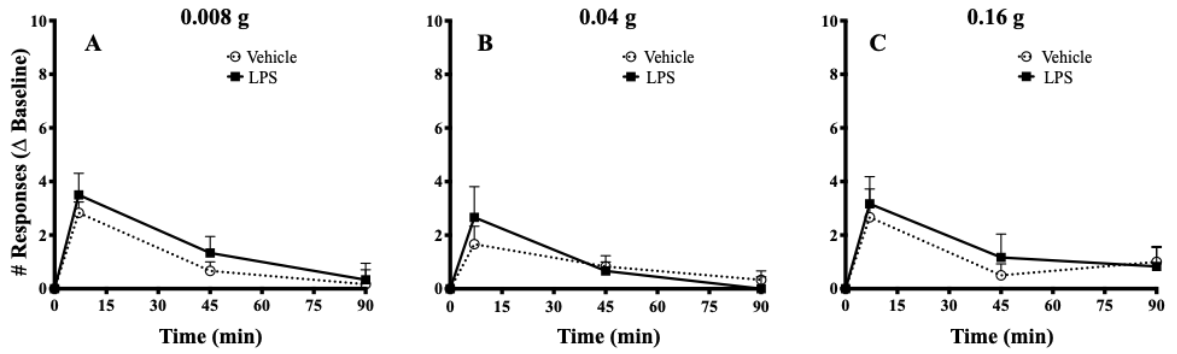 # Responses (Δ Baseline)
0.008 g
A
Vehicle
LPS
10
8
6
4
2
0
0 15 30 45 60 75 90
Time (min)
0.04 g
B
Vehicle
LPS
10
8
6
4
2
0
0 15 30 45 60 75 90
Time (min)
0.16 g
C
Vehicle
LPS
10
8
6
4
2
0
0 15 30 45 60 75 90
Time (min)